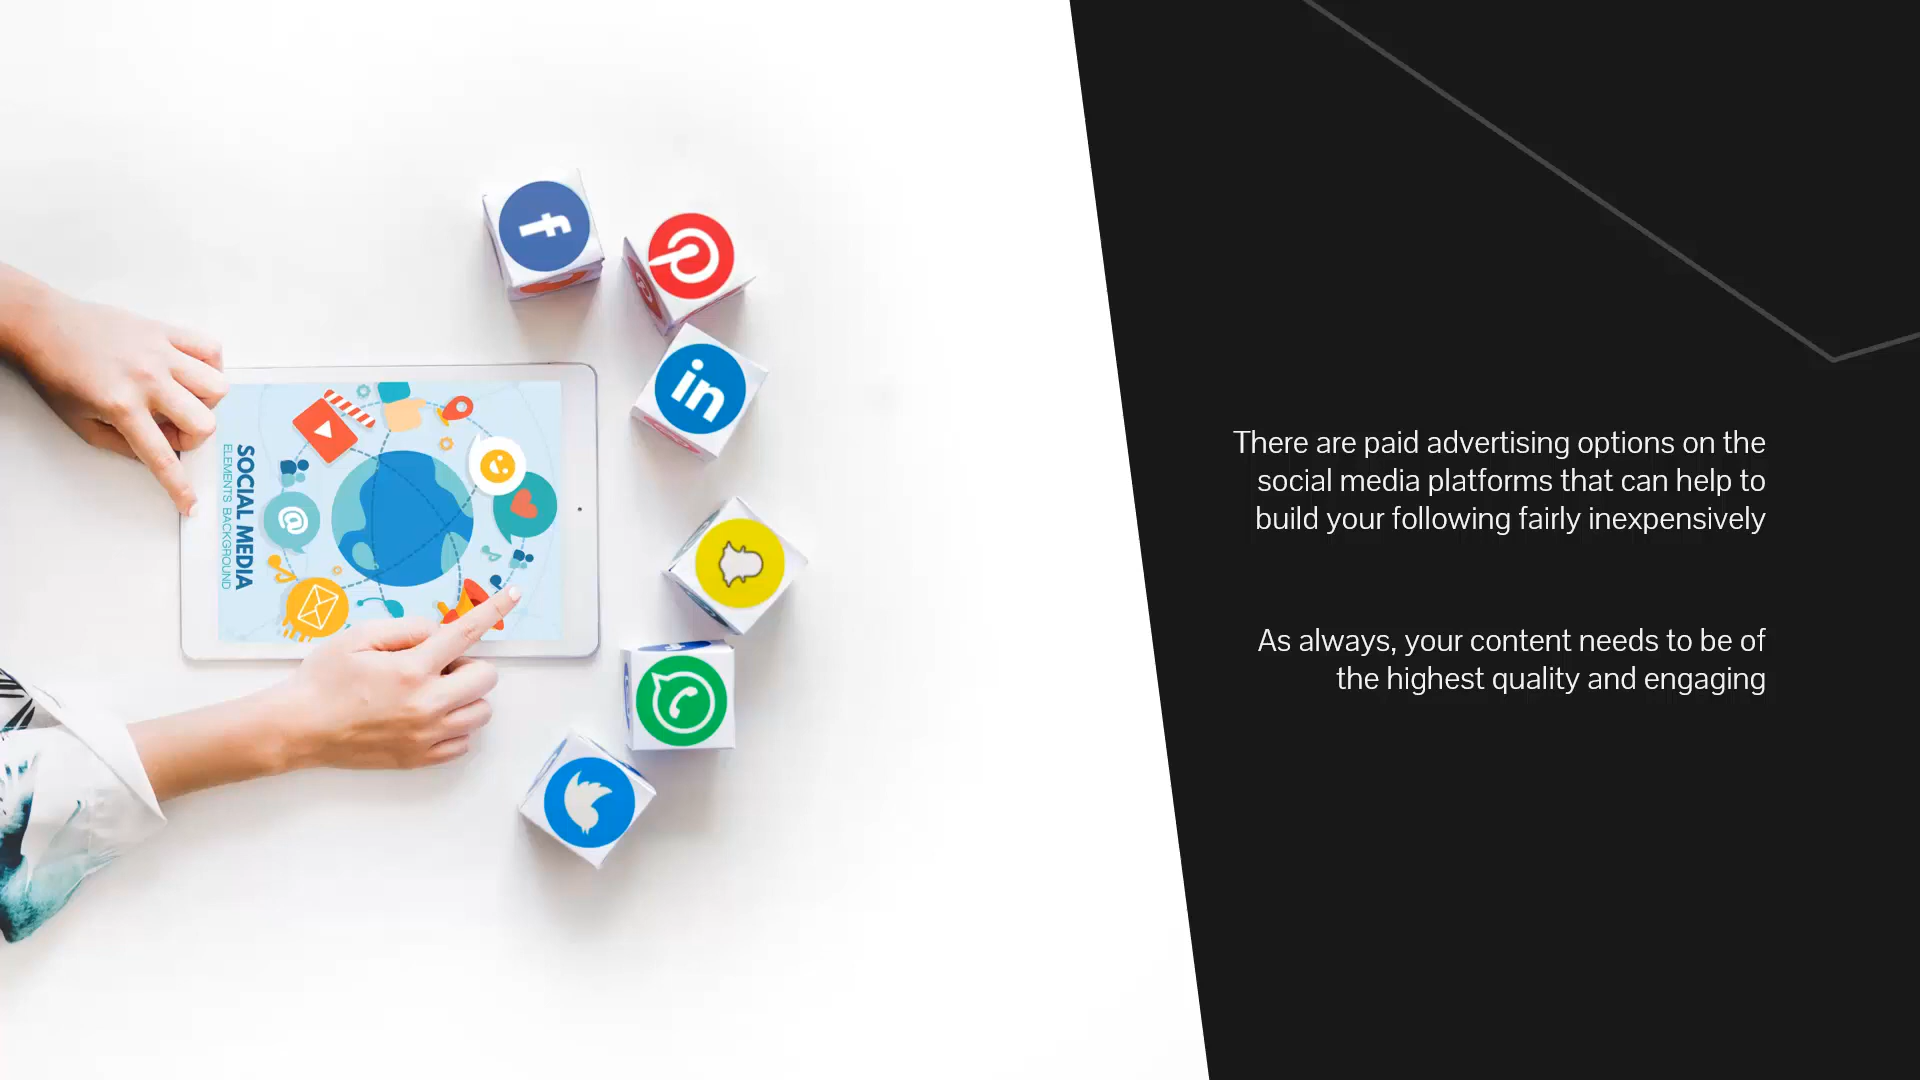 SOCIAL MEDIA
ELEMENTS BACKGROUND
f
in
@
There are paid advertising options on the
social media platforms that can help to
build your following fairly inexpensively
As always, your content needs to be of
the highest quality and engaging